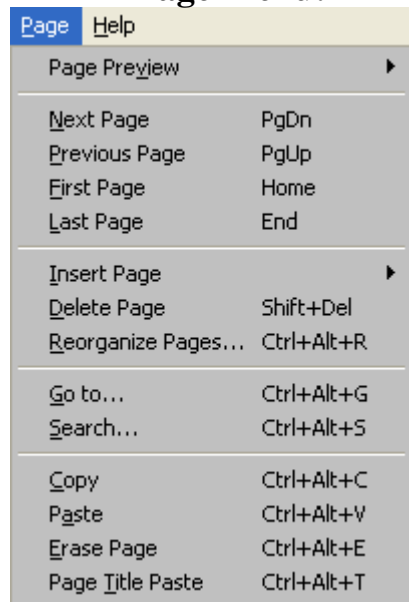 Page Help
Page Preview
Next Page PgDn
Previous Page PgUp
First Page Home
Last Page End
Insert Page
Delete Page Shift+Del
Reorganize Pages... Ctrl+Alt+R
Go to... Ctrl+Alt+G
Search... Ctrl+Alt+S
Copy Ctrl+Alt+C
Paste Ctrl+Alt+V
Erase Page Ctrl+Alt+E
Page Title Paste Ctrl+Alt+T